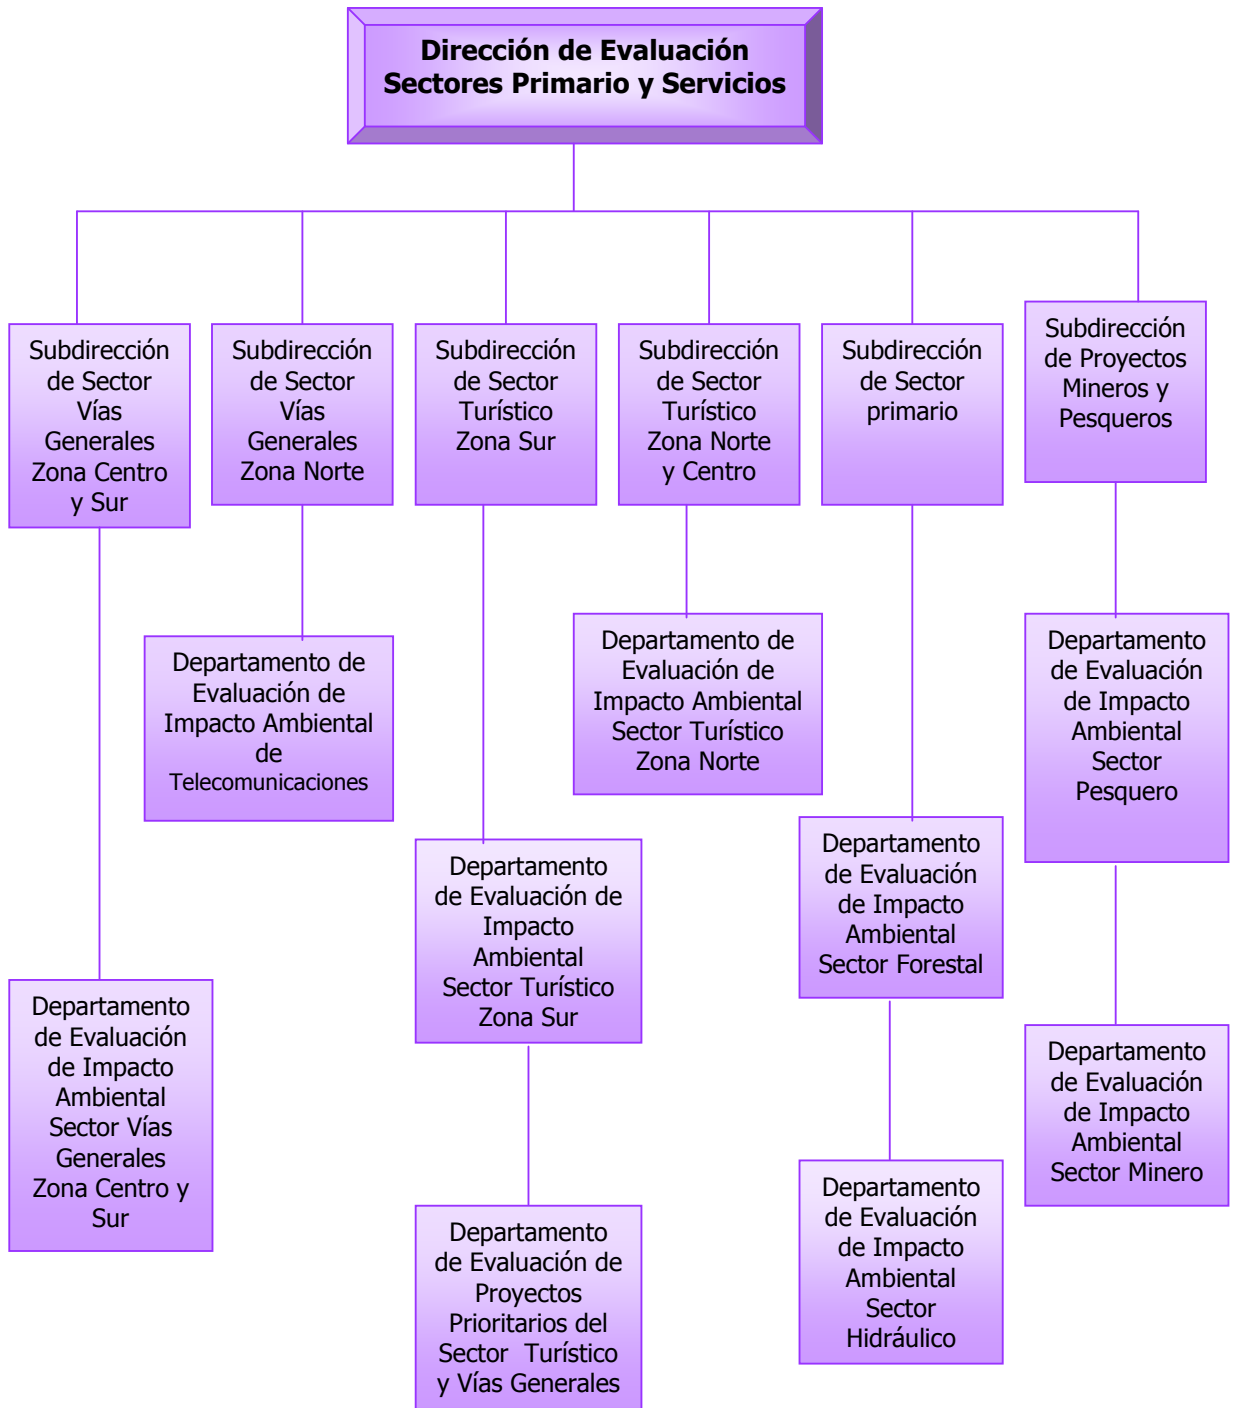 Dirección de Evaluación
Sectores Primario y Servicios
Subdirección
de Sector
Vías
Generales
Zona Centro
y Sur
Subdirección
de Sector
Vías
Generales
Zona Norte
Subdirección
de Sector
Turístico
Zona Sur
Subdirección
de Sector
Turístico
Zona Norte
y Centro
Subdirección
de Sector
primario
Subdirección
de Proyectos
Mineros y
Pesqueros
Departamento de
Evaluación de
Impacto Ambiental
de
Telecomunicaciones
Departamento de
Evaluación de
Impacto Ambiental
Sector Turístico
Zona Norte
Departamento
de Evaluación
de Impacto
Ambiental
Sector
Pesquero
Departamento
de Evaluación de
Impacto
Ambiental
Sector Turístico
Zona Sur
Departamento
de Evaluación
de Impacto
Ambiental
Sector Forestal
Departamento
de Evaluación
de Impacto
Ambiental
Sector Vías
Generales
Zona Centro y
Sur
Departamento
de Evaluación
de Impacto
Ambiental
Sector Minero
Departamento
de Evaluación de
Proyectos
Prioritarios del
Sector  Turístico
y Vías Generales
Departamento
de Evaluación
de Impacto
Ambiental
Sector
Hidráulico